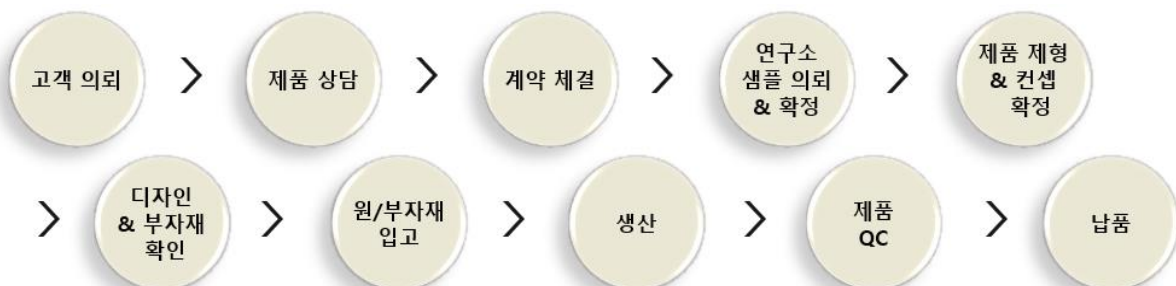 고객 의뢰
제품 상담
계약 체결
연구소
샘플 의뢰
& 확정
제품 제형
& 컨셉
확정
디자인
& 부자재
확인
원/부자재
입고
생산
제품
QC
납품